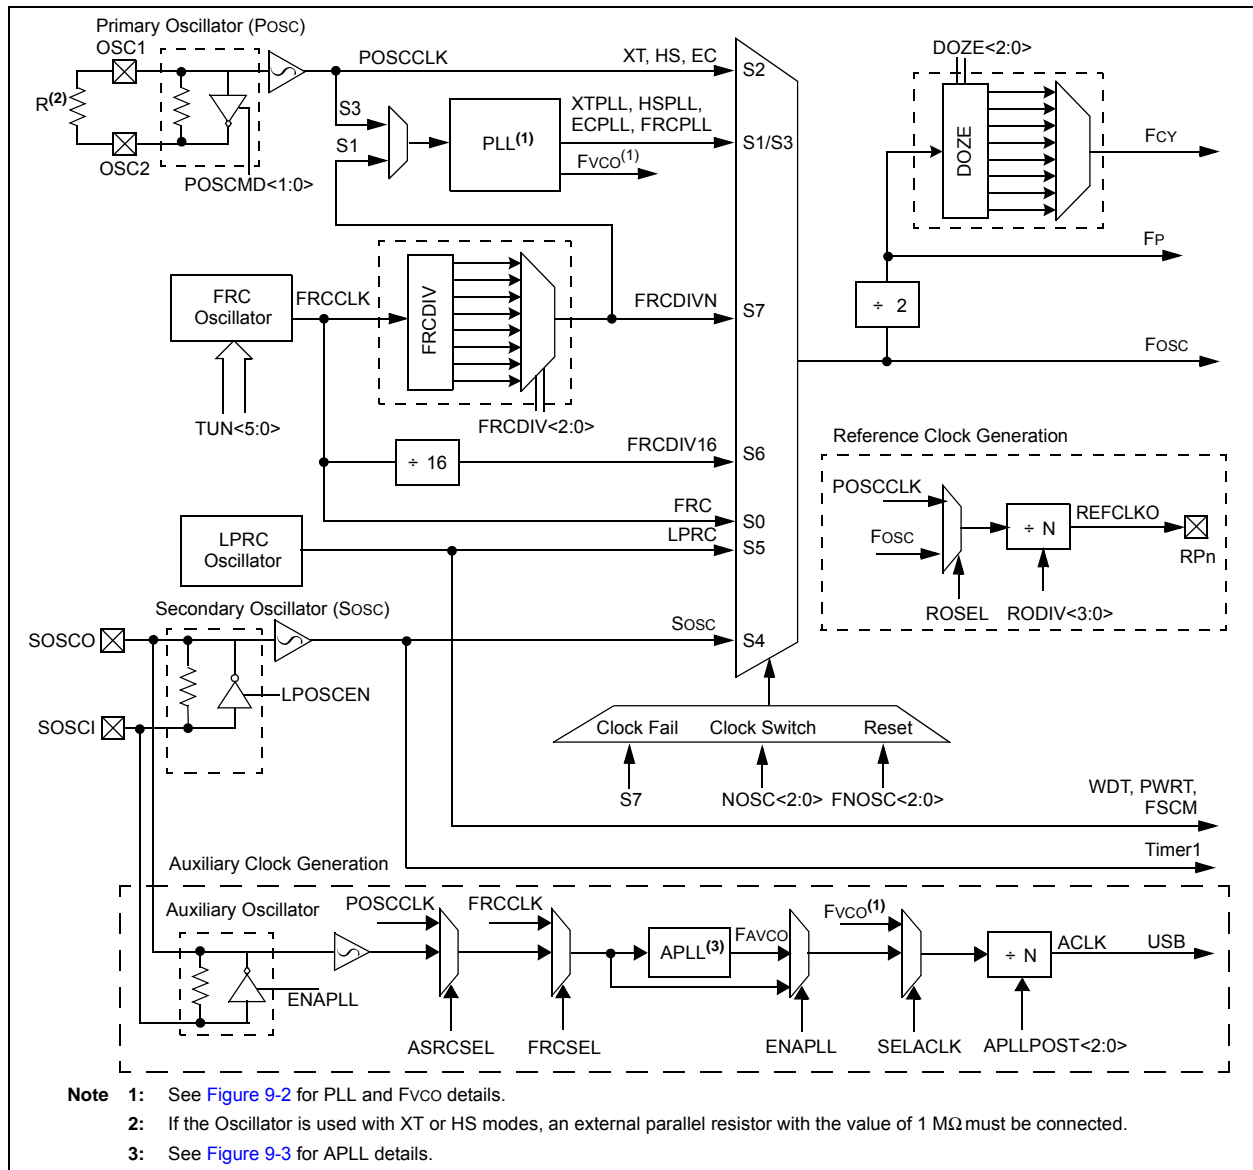 Primary Oscillator (POSC)
OSC1
R(2)
OSC2
POSCMD<1:0>
POSCCLK
S3
S1
PLL(1)
XT, HS, EC
XTPLL, HSPLL,
ECPLL, FRCPLL
FVCO(1)
S2
S1/S3
DOZE<2:0>
DOZE
FCY
FP
÷ 2
FOSC
FRC
Oscillator
FRCCLK
TUN<5:0>
FRCDIV
FRCDIV<2:0>
FRCDIVN
S7
÷ 16
FRCDIV16
S6
FRC
S0
LPRC
Oscillator
LPRC
S5
Reference Clock Generation
POSCCLK
FOSC
÷ N
REFCLKO
RPn
ROSEL
RODIV<3:0>
Secondary Oscillator (SOSC)
SOSCO
SOSCI
LPOSCEN
SOSC
S4
Clock Fail
Clock Switch
Reset
S7
NOSC<2:0>
FNOSC<2:0>
WDT, PWRT,
FSCM
Timer1
Auxiliary Clock Generation
Auxiliary Oscillator
ENAPLL
POSCCLK
FRCCLK
APLL(3)
FAVCO
FVCO(1)
÷ N
ACLK
USB
ASRCSEL
FRCSEL
ENAPLL
SELACLK
APLLPOST<2:0>
Note 1: See Figure 9-2 for PLL and FVCO details.
2: If the Oscillator is used with XT or HS modes, an external parallel resistor with the value of 1 MΩ must be connected.
3: See Figure 9-3 for APLL details.